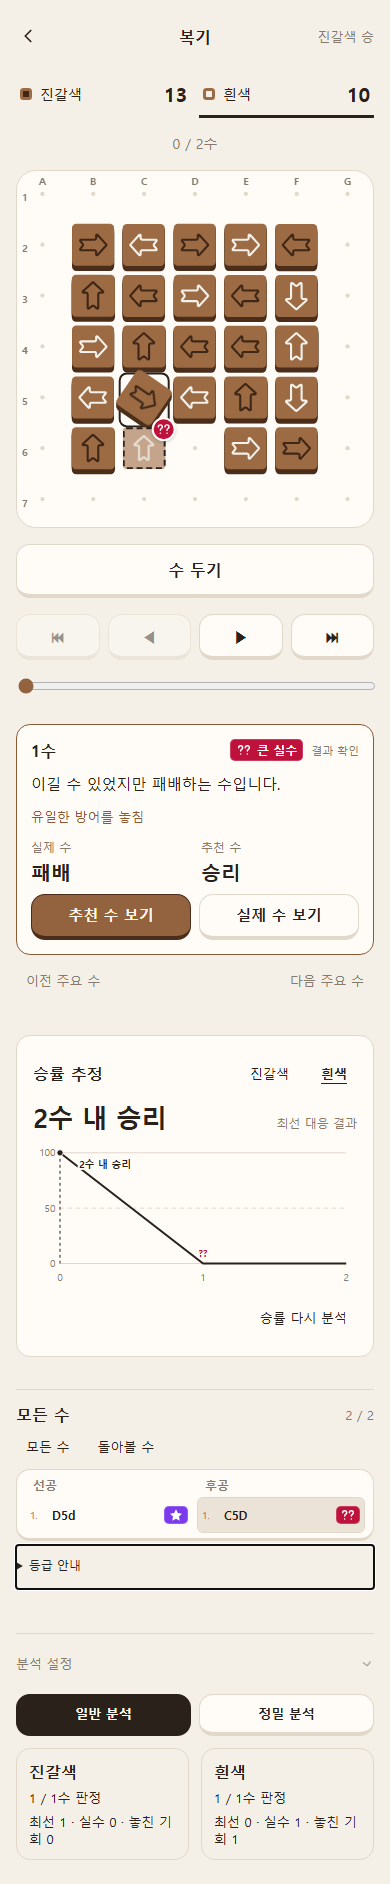 복기
진갈색 승
진갈색 13
흰색 10
0 / 2수
A B C D E F G
1
2
3
4
5
??
6
7
수 두기
1수
?? 큰 실수
결과 확인
이길 수 있었지만 패배하는 수입니다.
유일한 방어를 놓침
실제 수
추천 수
패배
승리
추천 수 보기
실제 수 보기
이전 주요 수
다음 주요 수
승률 추정
진갈색
흰색
2수 내 승리
최선 대응 결과
100
2수 내 승리
50
??
0
0 1 2
승률 다시 분석
모든 수
2 / 2
모든 수
돌아볼 수
선공
후공
1. D5d
1. C5D ??
등급 안내
분석 설정
일반 분석
정밀 분석
진갈색
1 / 1수 판정
최선 1 · 실수 0 · 놓친 기
회 0
흰색
1 / 1수 판정
최선 0 · 실수 1 · 놓친 기
회 1